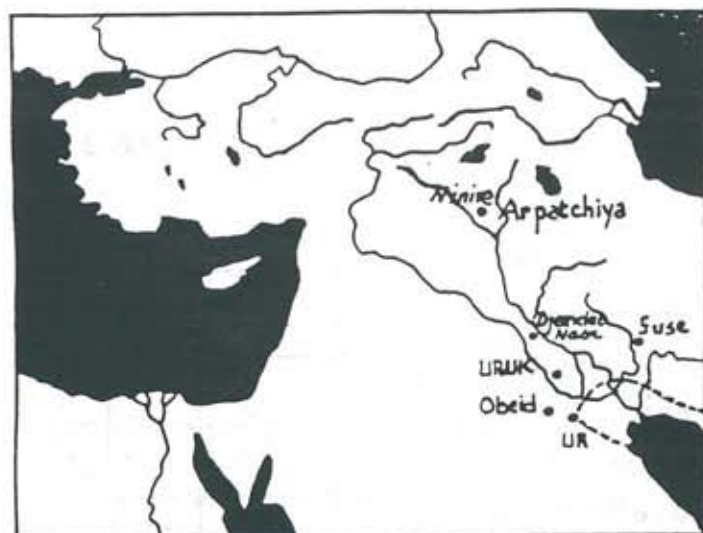 Ninive
Arpatchiya
Djemdet
Nasr
Suse
URUK
Obeid
UR